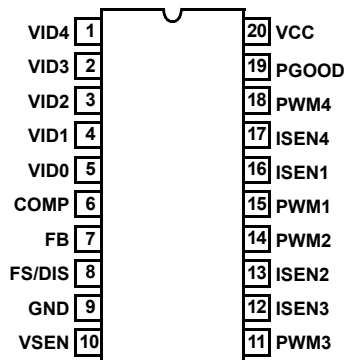 VID4 1 20 VCC
VID3 2 19 PGOOD
VID2 3 18 PWM4
VID1 4 17 ISEN4
VID0 5 16 ISEN1
COMP 6 15 PWM1
FB 7 14 PWM2
FS/DIS 8 13 ISEN2
GND 9 12 ISEN3
VSEN 10 11 PWM3